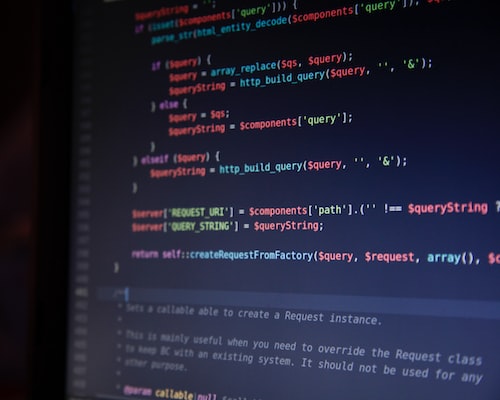 $queryString = '';
if (isset($components['query'])) {
parse_str(html_entity_decode($components['query']),
if ($query) {
$query = array_replace($qs, $query);
$queryString = http_build_query($query, '', '&');
} else {
$query = $qs;
$queryString = $components['query'];
}
} elseif ($query) {
$queryString = http_build_query($query, '', '&');
}
$server['REQUEST_URI'] = $components['path'].('' !== $queryString ?
$server['QUERY_STRING'] = $queryString;
return self::createRequestFromFactory($query, $request, array(), $c
}
/**
* Sets a callable able to create a Request instance.
*
* This is mainly useful when you need to override the Request class
* to keep BC with an existing system. It should not be used for any
* other purpose.
*
* @param callable|null